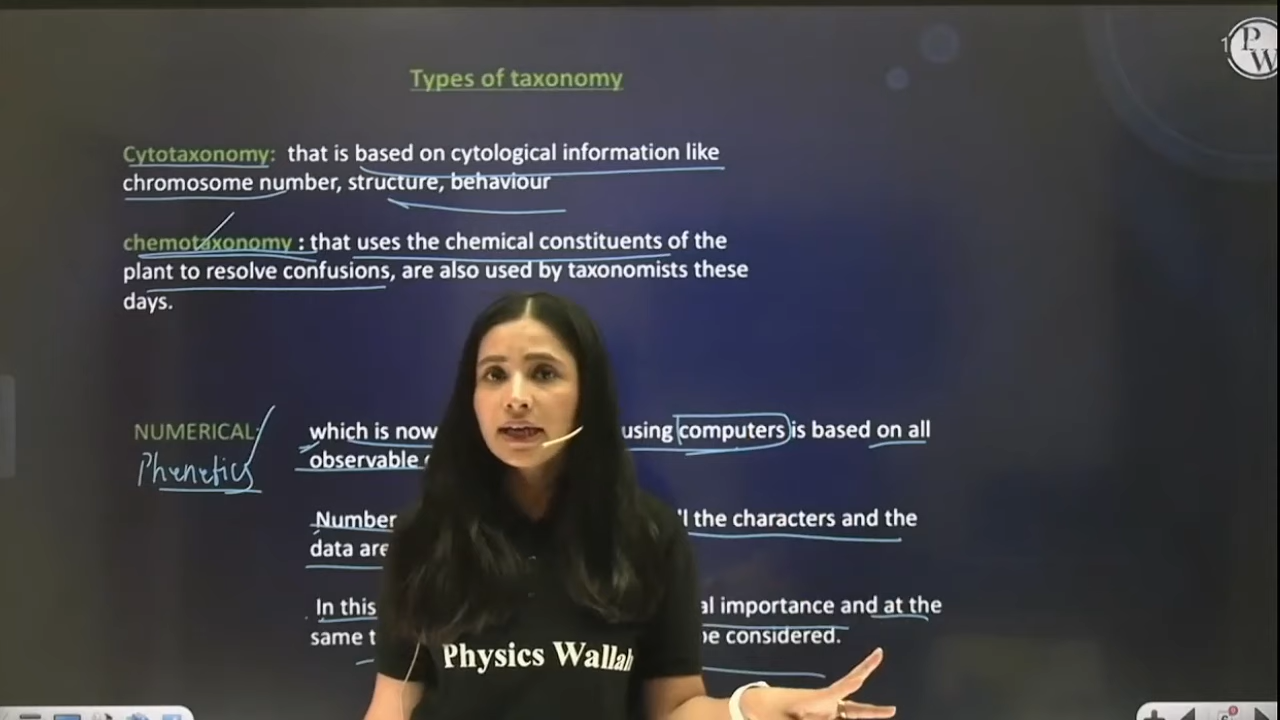 P
W
Types of taxonomy
Cytotaxonomy: that is based on cytological information like
chromosome number, structure, behaviour
chemotaxonomy : that uses the chemical constituents of the
plant to resolve confusions, are also used by taxonomists these
days.
NUMERICAL: which is now using computers is based on all
Phenetics observable
Number the characters and the
data are
In this importance and at the
same be considered.
Physics Wallah